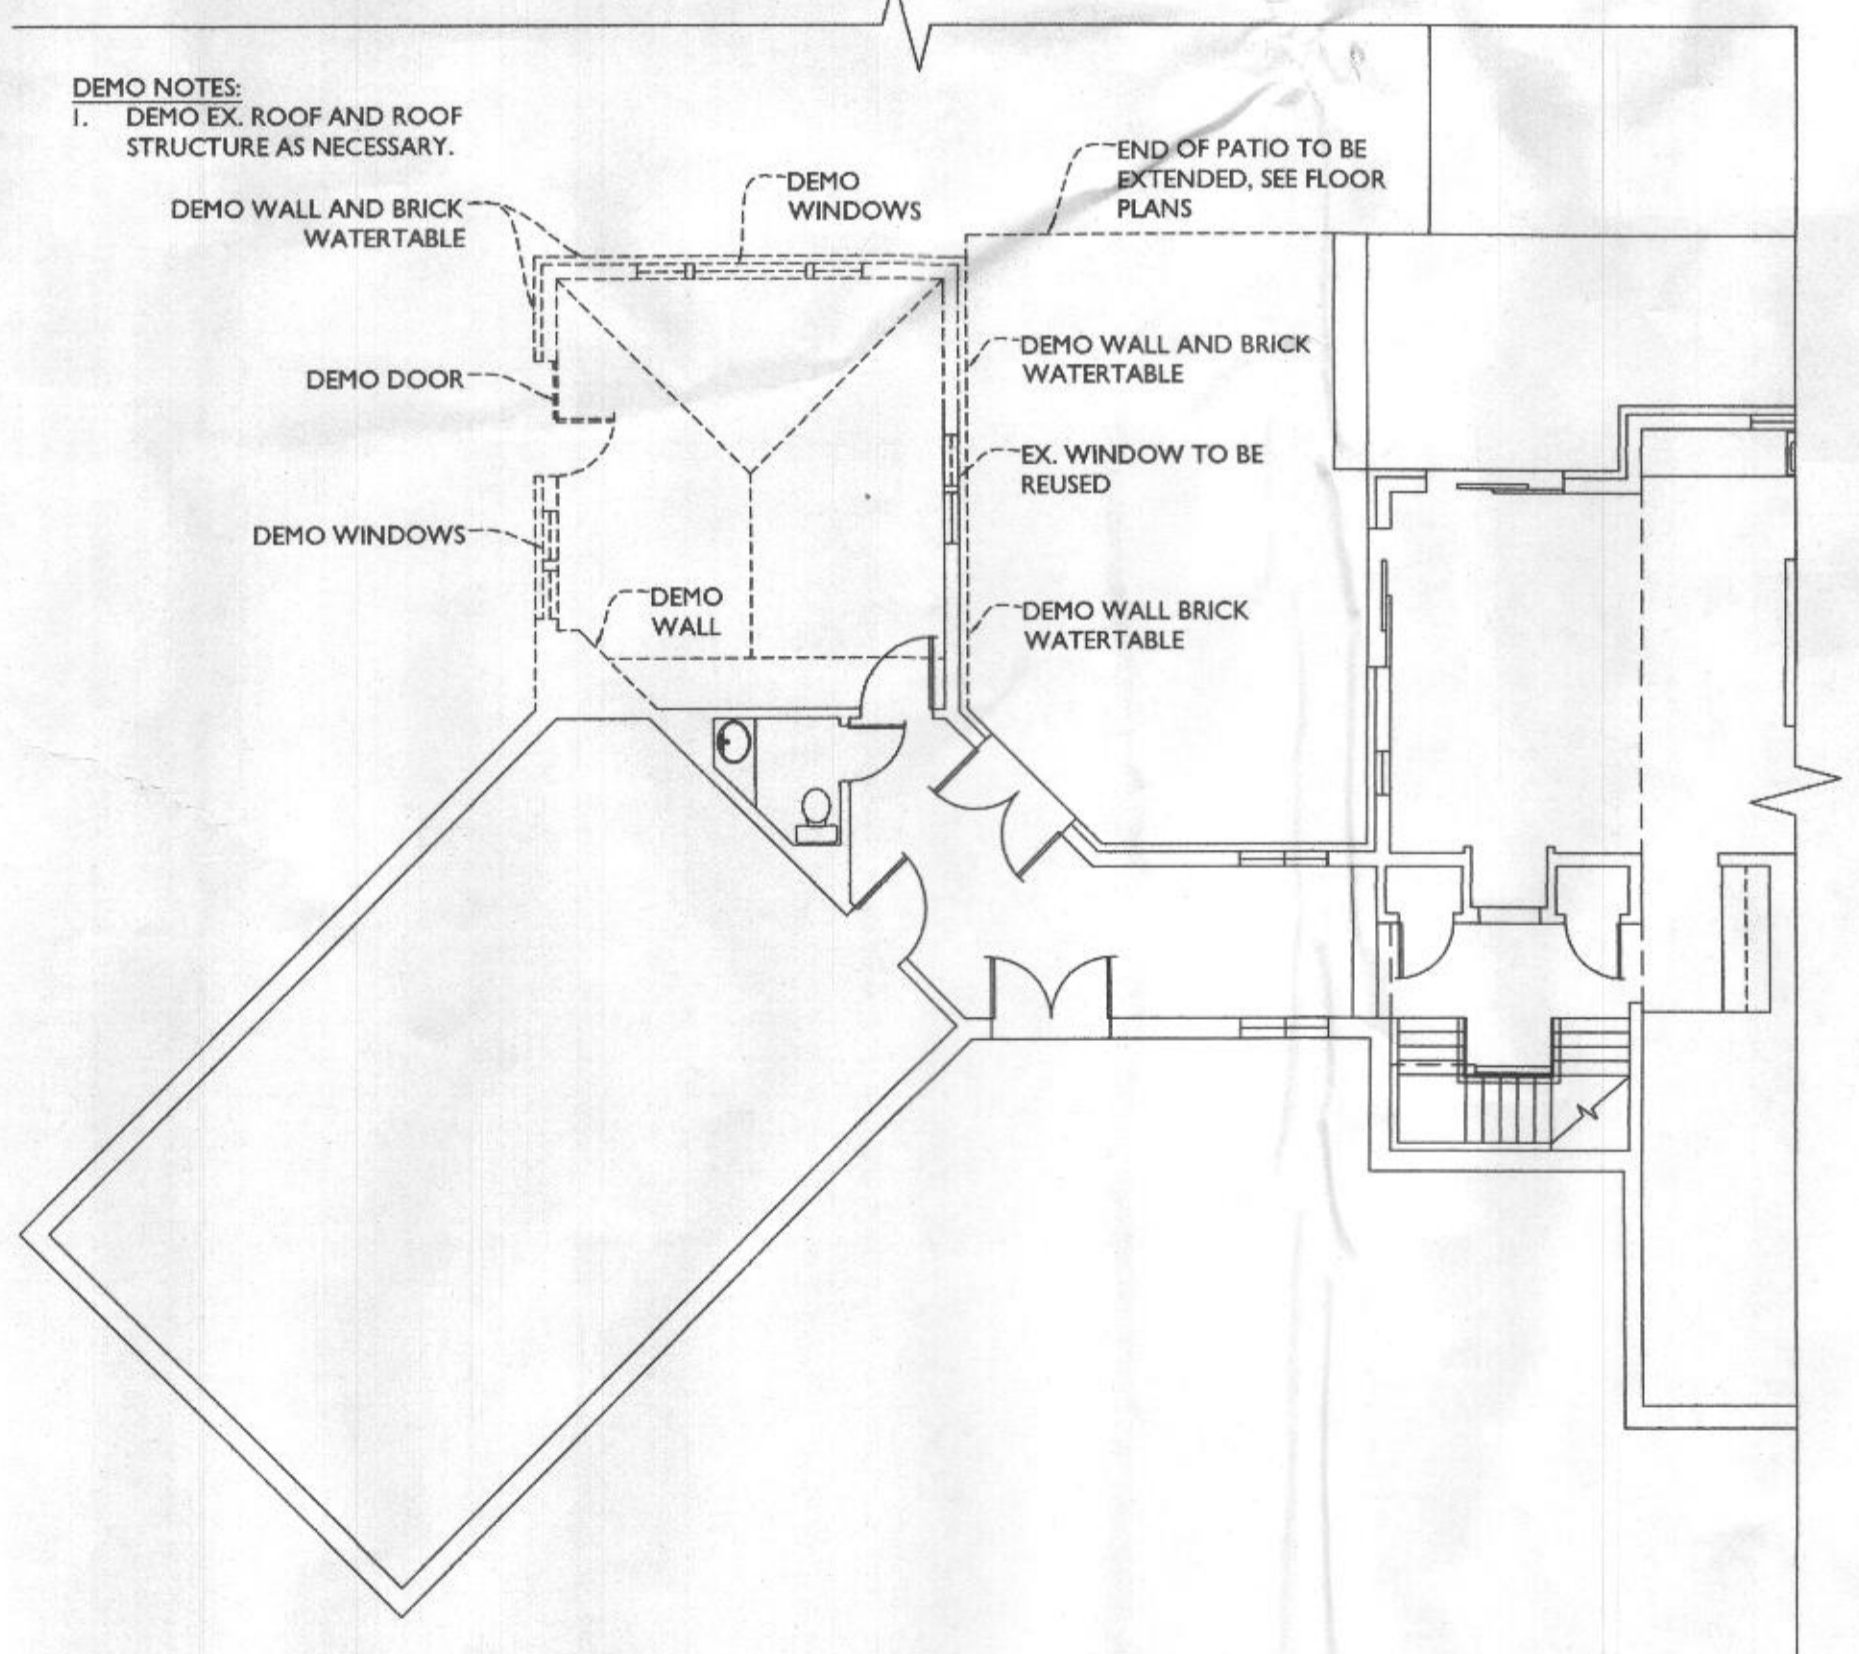 DEMO NOTES:
1. DEMO EX. ROOF AND ROOF
STRUCTURE AS NECESSARY.
DEMO WALL AND BRICK
WATERTABLE
DEMO
WINDOWS
END OF PATIO TO BE
EXTENDED, SEE FLOOR
PLANS
DEMO DOOR
DEMO WALL AND BRICK
WATERTABLE
EX. WINDOW TO BE
REUSED
DEMO WINDOWS
DEMO
WALL
DEMO WALL BRICK
WATERTABLE